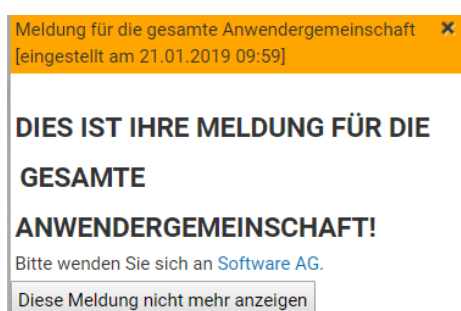 Meldung für die gesamte Anwendergemeinschaft ✖
[eingestellt am 21.01.2019 09:59]
DIES IST IHRE MELDUNG FÜR DIE
GESAMTE
ANWENDERGEMEINSCHAFT!
Bitte wenden Sie sich an Software AG.
Diese Meldung nicht mehr anzeigen